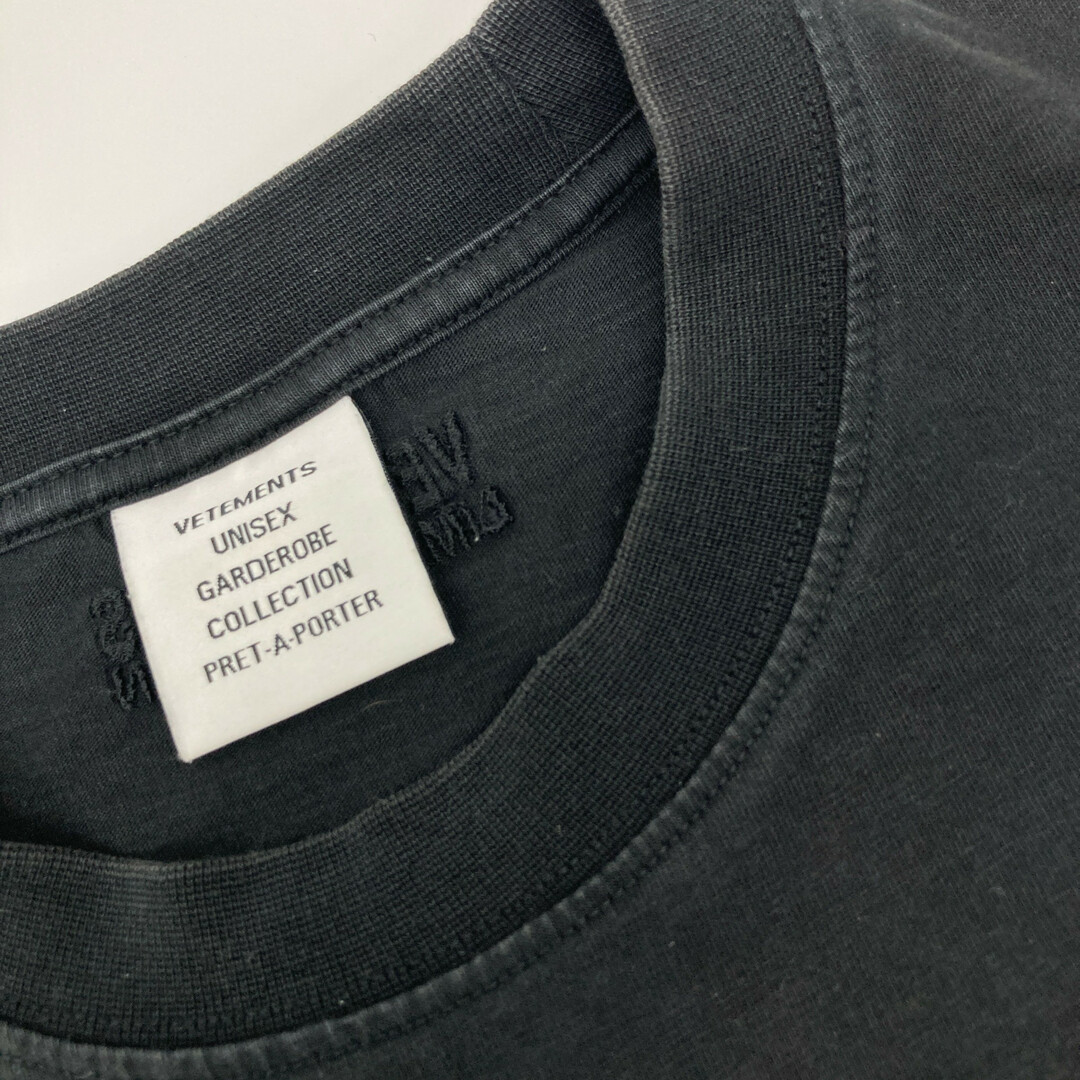 VETEMENTS
UNISEX
GARDEROBE
COLLECTION
PRET-A-PORTER